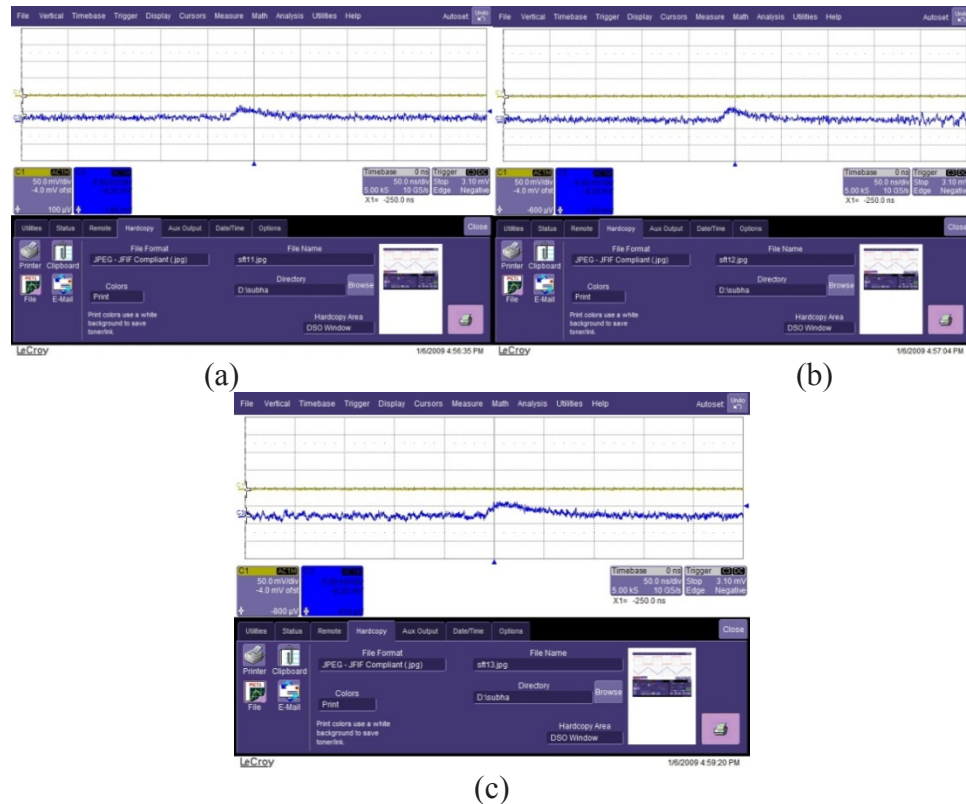 File Vertical Timebase Trigger Display Cursors Measure Math Analysis Utilities Help Autoset Undo
C1 AC1M
50.0 mV/div
-4.0 mV ofst
100 µV
Timebase 0 ns Trigger C3 DC
50.0 ns/div Stop 3.10 mV
5.00 kS 10 GS/s Edge Negative
X1= -250.0 ns
Utilities Status Remote Hardcopy Aux Output Date/Time Options Close
Printer Clipboard
File E-Mail
File Format
JPEG - JFIF Compliant (.jpg)
Colors
Print
Print colors use a white
background to save
toner/ink.
File Name
sft11.jpg
Directory
D:\subha Browse
Hardcopy Area
DSO Window
LeCroy 1/6/2009 4:56:35 PM
(a)
File Vertical Timebase Trigger Display Cursors Measure Math Analysis Utilities Help Autoset Undo
C1 AC1M
50.0 mV/div
-4.0 mV ofst
-600 µV
Timebase 0 ns Trigger C3 DC
50.0 ns/div Stop 3.10 mV
5.00 kS 10 GS/s Edge Negative
X1= -250.0 ns
Utilities Status Remote Hardcopy Aux Output Date/Time Options Close
Printer Clipboard
File E-Mail
File Format
JPEG - JFIF Compliant (.jpg)
Colors
Print
Print colors use a white
background to save
toner/ink.
File Name
sft12.jpg
Directory
D:\subha Browse
Hardcopy Area
DSO Window
LeCroy 1/6/2009 4:57:04 PM
(b)
File Vertical Timebase Trigger Display Cursors Measure Math Analysis Utilities Help Autoset Undo
C1 AC1M
50.0 mV/div
-4.0 mV ofst
-800 µV
Timebase 0 ns Trigger C3 DC
50.0 ns/div Stop 3.10 mV
5.00 kS 10 GS/s Edge Negative
X1= -250.0 ns
Utilities Status Remote Hardcopy Aux Output Date/Time Options Close
Printer Clipboard
File E-Mail
File Format
JPEG - JFIF Compliant (.jpg)
Colors
Print
Print colors use a white
background to save
toner/ink.
File Name
sft13.jpg
Directory
D:\subha Browse
Hardcopy Area
DSO Window
LeCroy 1/6/2009 4:59:20 PM
(c)